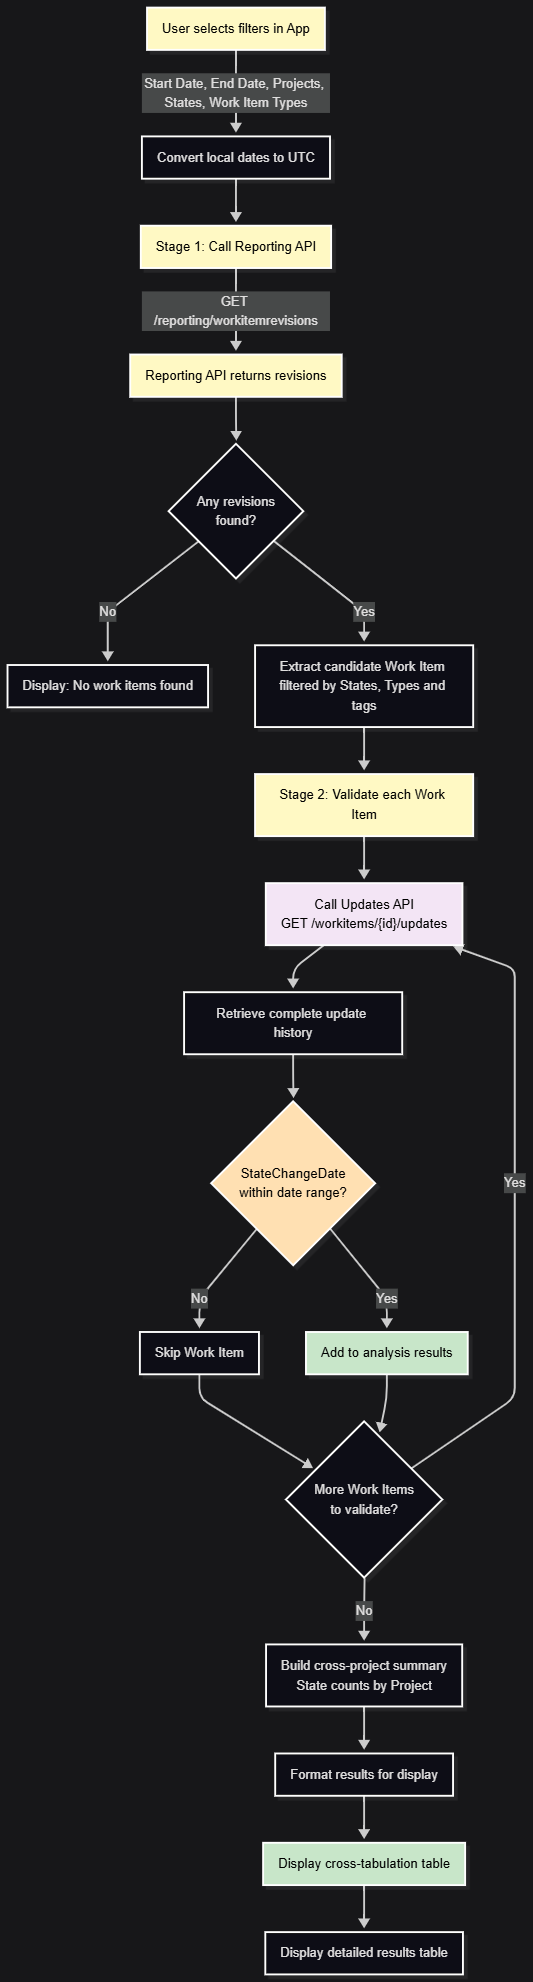 User selects filters in App
Start Date, End Date, Projects,
States, Work Item Types
Convert local dates to UTC
Stage 1: Call Reporting API
GET
/reporting/workitemrevisions
Reporting API returns revisions
Any revisions
found?
No
Yes
Display: No work items found
Extract candidate Work Item
filtered by States, Types and
tags
Stage 2: Validate each Work
Item
Call Updates API
GET /workitems/{id}/updates
Retrieve complete update
history
StateChangeDate
within date range?
Yes
No
Yes
Skip Work Item
Add to analysis results
More Work Items
to validate?
No
Build cross-project summary
State counts by Project
Format results for display
Display cross-tabulation table
Display detailed results table